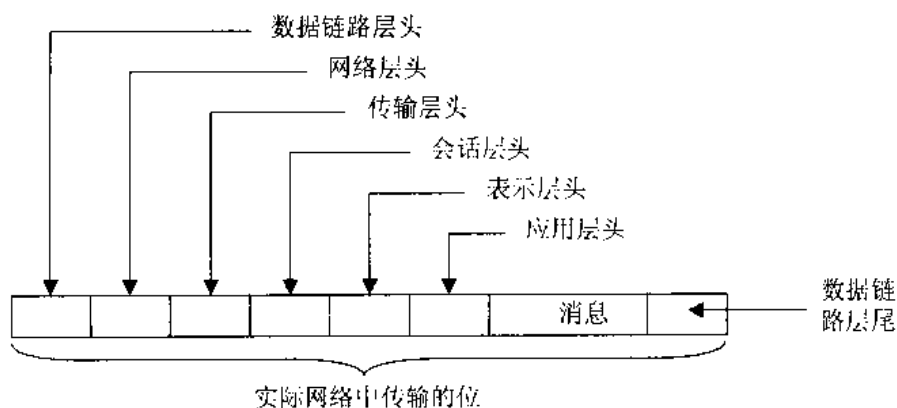 数据链路层头
网络层头
传输层头
会话层头
表示层头
应用层头
消息
数据链
路层尾
实际网络中传输的位